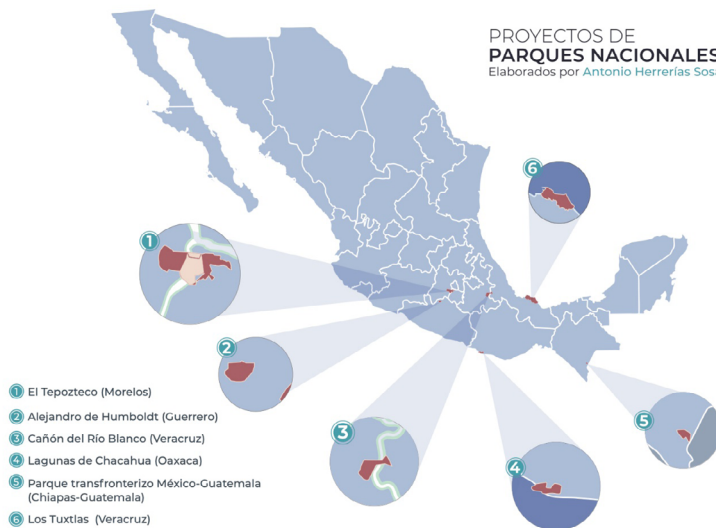 PROYECTOS DE
PARQUES NACIONALES
Elaborados por Antonio Herrerías Sosa
6
1
2
3
4
5
1 El Tepozteco (Morelos)
2 Alejandro de Humboldt (Guerrero)
3 Cañón del Río Blanco (Veracruz)
4 Lagunas de Chacahua (Oaxaca)
5 Parque transfronterizo México-Guatemala
(Chiapas-Guatemala)
6 Los Tuxtlas (Veracruz)